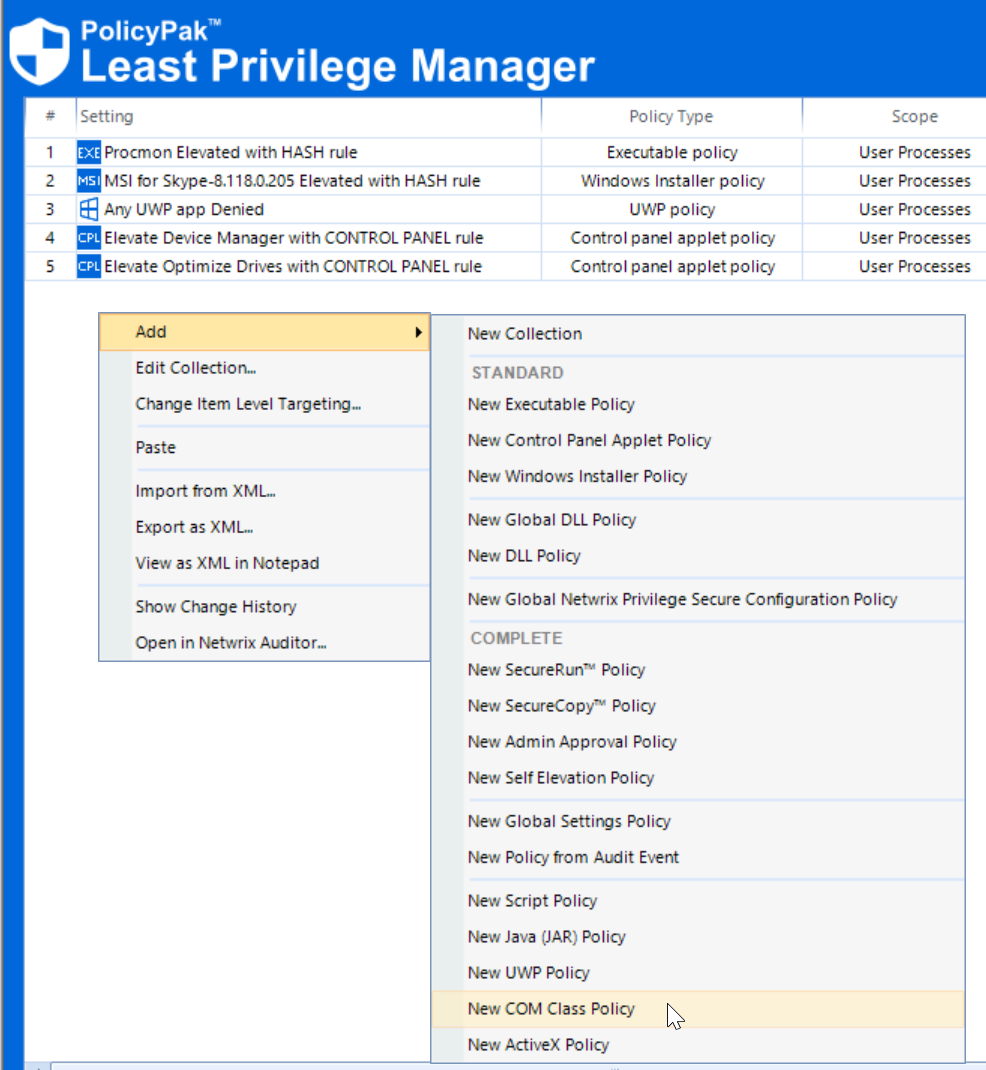 PolicyPak™
Least Privilege Manager
# Setting Policy Type Scope
1 EXE Procmon Elevated with HASH rule Executable policy User Processes
2 MSI MSI for Skype-8.118.0.205 Elevated with HASH rule Windows Installer policy User Processes
3 Any UWP app Denied UWP policy User Processes
4 CPL Elevate Device Manager with CONTROL PANEL rule Control panel applet policy User Processes
5 CPL Elevate Optimize Drives with CONTROL PANEL rule Control panel applet policy User Processes
Add
Edit Collection...
Change Item Level Targeting...
Paste
Import from XML...
Export as XML...
View as XML in Notepad
Show Change History
Open in Netwrix Auditor...
New Collection
STANDARD
New Executable Policy
New Control Panel Applet Policy
New Windows Installer Policy
New Global DLL Policy
New DLL Policy
New Global Netwrix Privilege Secure Configuration Policy
COMPLETE
New SecureRun™ Policy
New SecureCopy™ Policy
New Admin Approval Policy
New Self Elevation Policy
New Global Settings Policy
New Policy from Audit Event
New Script Policy
New Java (JAR) Policy
New UWP Policy
New COM Class Policy
New ActiveX Policy